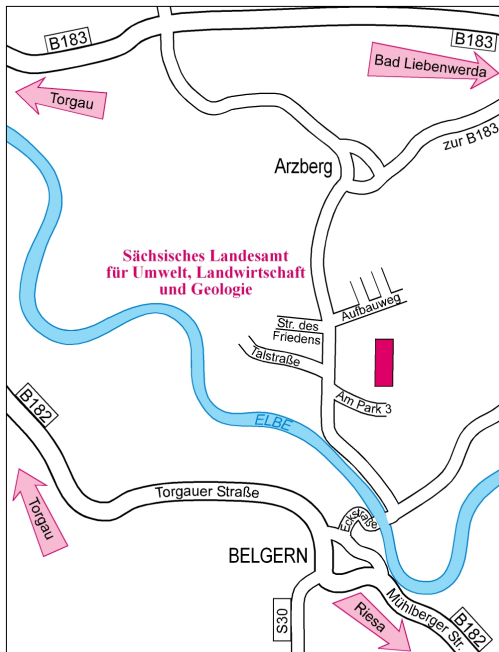 B183
B183
Bad Liebenwerda
Torgau
zur B183
Arzberg
Sächsisches Landesamt
für Umwelt, Landwirtschaft
und Geologie
Aufbauweg
Str. des
Friedens
Talstraße
Am Park 3
B182
ELBE
Torgauer Straße
Eckstraße
Torgau
BELGERN
Mühlberger Str.
Riesa
S30
B182